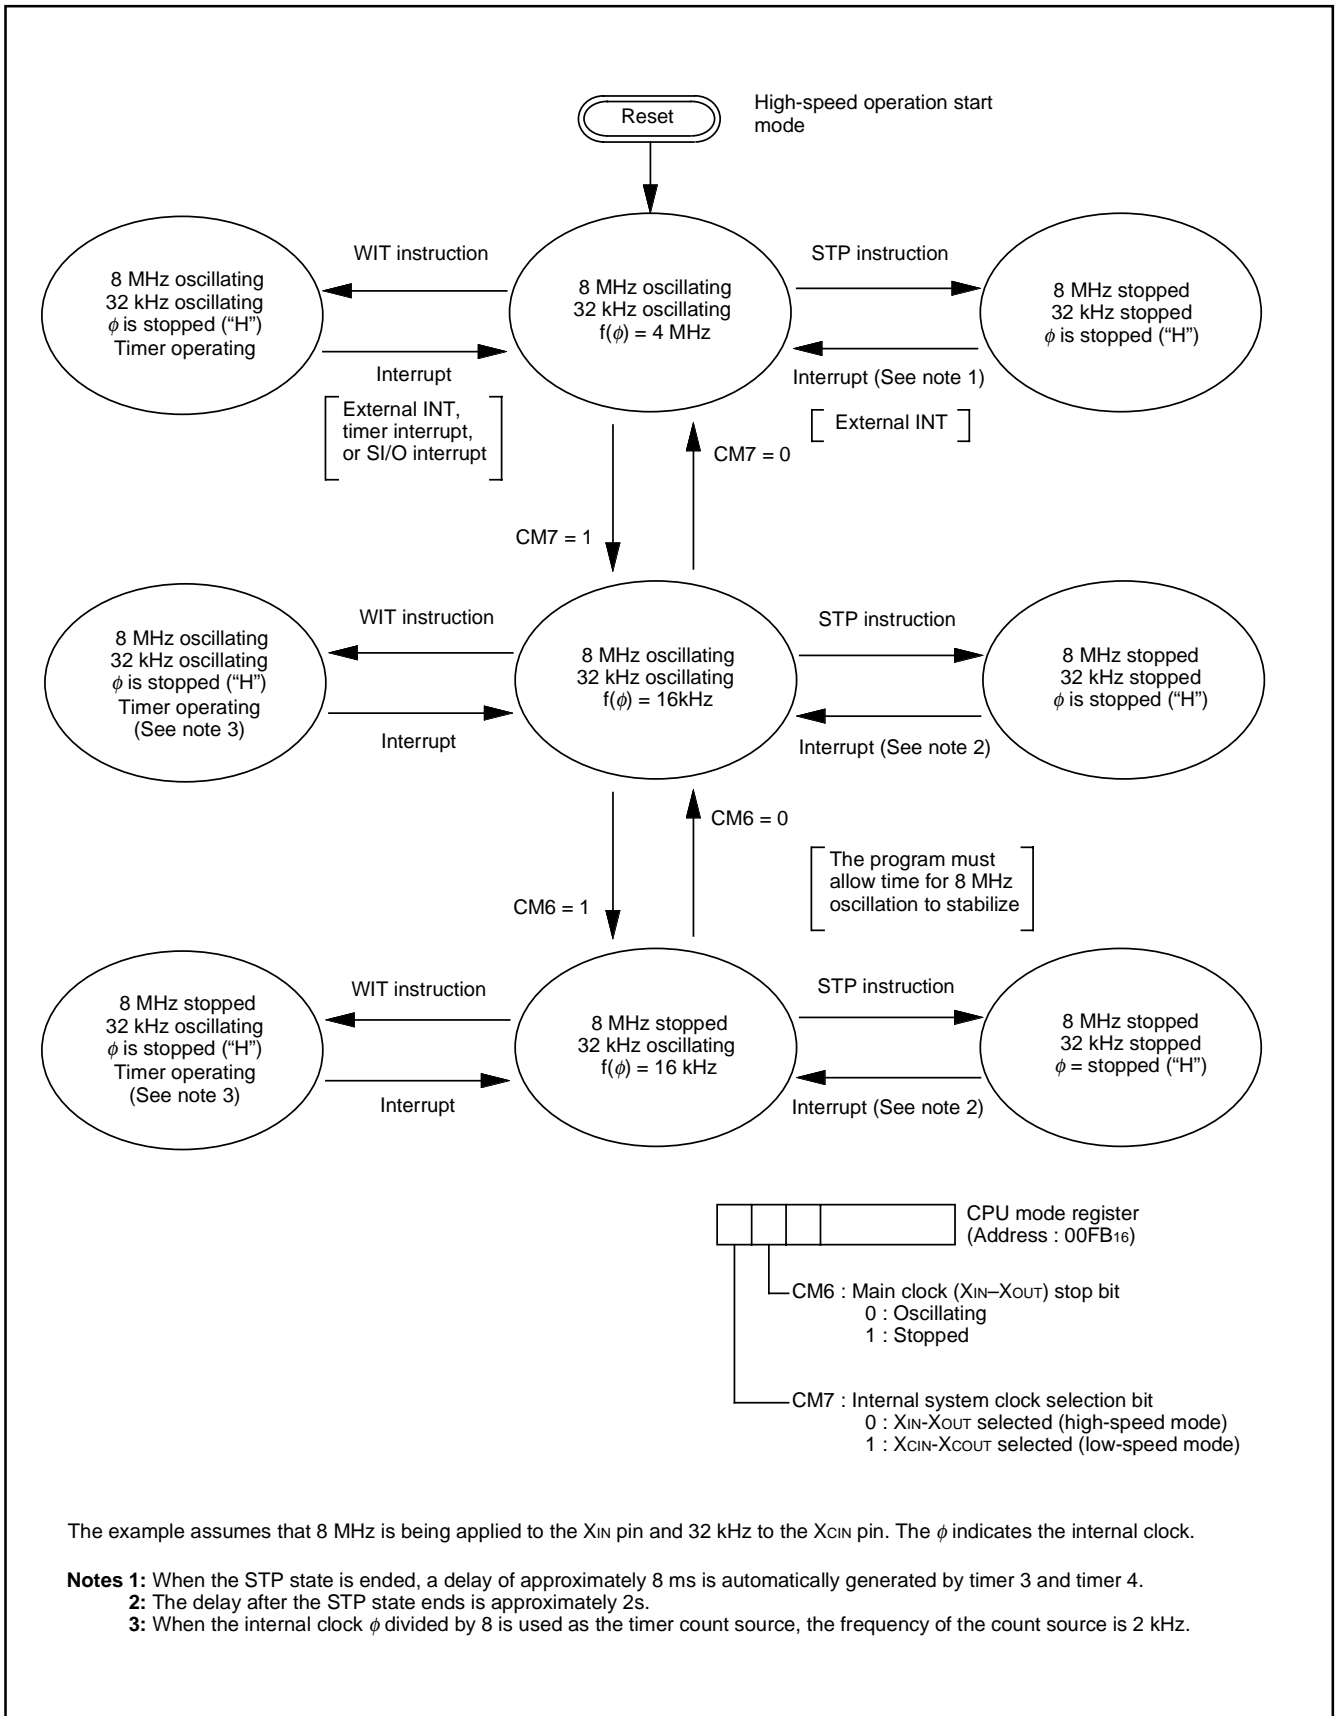 Reset
High-speed operation start
mode
WIT instruction
STP instruction
8 MHz oscillating
32 kHz oscillating
ϕ is stopped (“H”)
Timer operating
8 MHz oscillating
32 kHz oscillating
f(ϕ) = 4 MHz
8 MHz stopped
32 kHz stopped
ϕ is stopped (“H”)
Interrupt
External INT,
timer interrupt,
or SI/O interrupt
Interrupt (See note 1)
External INT
CM7 = 0
CM7 = 1
WIT instruction
STP instruction
8 MHz oscillating
32 kHz oscillating
ϕ is stopped (“H”)
Timer operating
(See note 3)
8 MHz oscillating
32 kHz oscillating
f(ϕ) = 16kHz
8 MHz stopped
32 kHz stopped
ϕ is stopped (“H”)
Interrupt
Interrupt (See note 2)
CM6 = 0
The program must
allow time for 8 MHz
oscillation to stabilize
CM6 = 1
WIT instruction
STP instruction
8 MHz stopped
32 kHz oscillating
ϕ is stopped (“H”)
Timer operating
(See note 3)
8 MHz stopped
32 kHz oscillating
f(ϕ) = 16 kHz
8 MHz stopped
32 kHz stopped
ϕ = stopped (“H”)
Interrupt
Interrupt (See note 2)
CPU mode register
(Address : 00FB16)
CM6 : Main clock (XIN–XOUT) stop bit
0 : Oscillating
1 : Stopped
CM7 : Internal system clock selection bit
0 : XIN-XOUT selected (high-speed mode)
1 : XCIN-XCOUT selected (low-speed mode)
The example assumes that 8 MHz is being applied to the XIN pin and 32 kHz to the XCIN pin. The ϕ indicates the internal clock.
Notes 1: When the STP state is ended, a delay of approximately 8 ms is automatically generated by timer 3 and timer 4.
2: The delay after the STP state ends is approximately 2s.
3: When the internal clock ϕ divided by 8 is used as the timer count source, the frequency of the count source is 2 kHz.